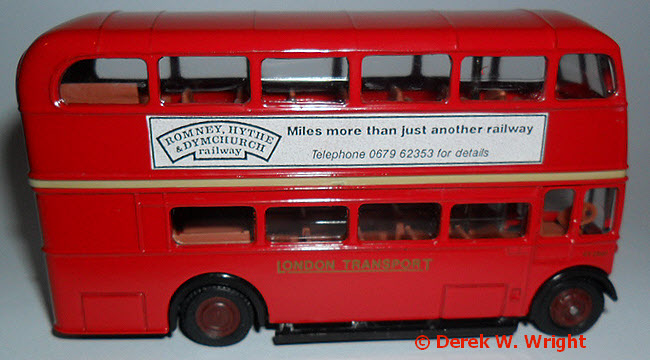 ROMNEY, HYTHE
& DYMCHURCH
railway
Miles more than just another railway
Telephone 0679 62353 for details
LONDON TRANSPORT
© Derek W. Wright